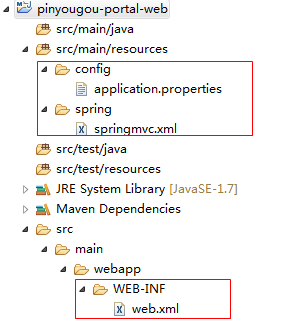 pinyougou-portal-web
src/main/java
src/main/resources
config
application.properties
spring
springmvc.xml
src/test/java
src/test/resources
JRE System Library [JavaSE-1.7]
Maven Dependencies
src
main
webapp
WEB-INF
web.xml